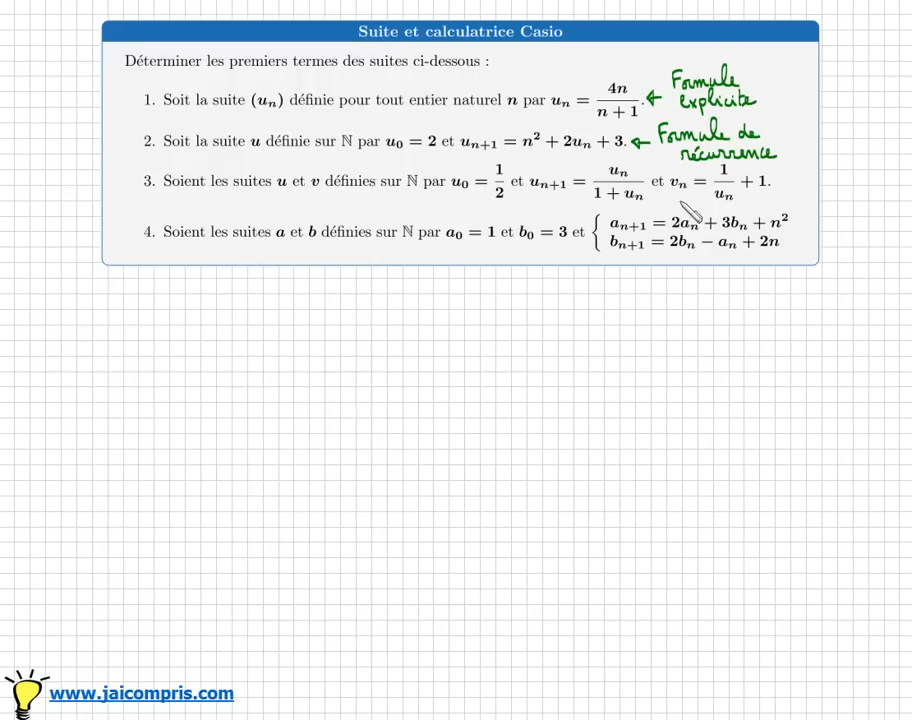 Suite et calculatrice Casio
Déterminer les premiers termes des suites ci-dessous :
1. Soit la suite (uₙ) définie pour tout entier naturel n par uₙ = 4n / (n + 1). ← Formule explicite
2. Soit la suite u définie sur ℕ par u₀ = 2 et uₙ₊₁ = n² + 2uₙ + 3. ← Formule de récurrence
3. Soient les suites u et v définies sur ℕ par u₀ = 1/2 et uₙ₊₁ = uₙ / (1 + uₙ) et vₙ = 1/uₙ + 1.
4. Soient les suites a et b définies sur ℕ par a₀ = 1 et b₀ = 3 et { aₙ₊₁ = 2aₙ + 3bₙ + n²
bₙ₊₁ = 2bₙ − aₙ + 2n
www.jaicompris.com